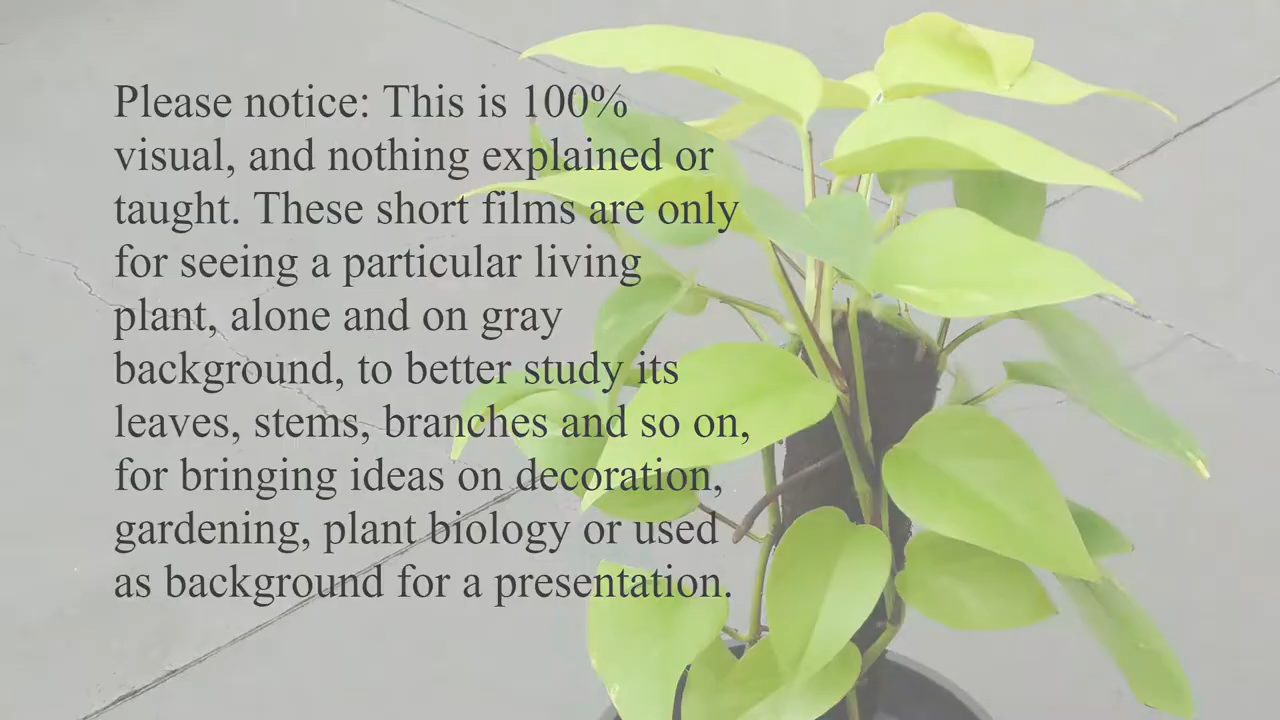 Please notice: This is 100%
visual, and nothing explained or
taught. These short films are only
for seeing a particular living
plant, alone and on gray
background, to better study its
leaves, stems, branches and so on,
for bringing ideas on decoration,
gardening, plant biology or used
as background for a presentation.